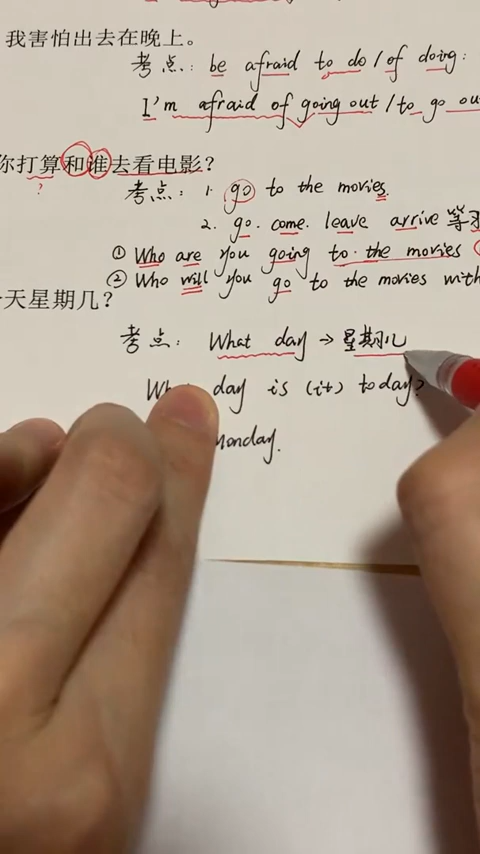 我害怕出去在晚上。
考点：be afraid to do/of doing:
I'm afraid of going out/to go ou
你打算和谁去看电影？
?
考点：1. go to the movies.
2. go. come. leave arrive 等
① Who are you going to the movies
② Who will you go to the movies with
天星期几？
考点：What day → 星期几
day is (it) today?
Monday.